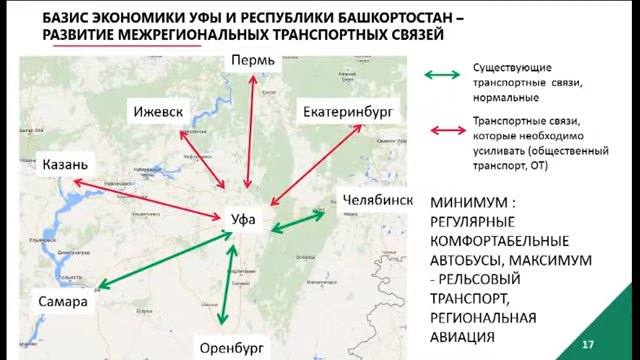 БАЗИС ЭКОНОМИКИ УФЫ И РЕСПУБЛИКИ БАШКОРТОСТАН –
РАЗВИТИЕ МЕЖРЕГИОНАЛЬНЫХ ТРАНСПОРТНЫХ СВЯЗЕЙ
Пермь
Ижевск
Екатеринбург
Казань
Челябинск
Уфа
Самара
Оренбург
Существующие
транспортные связи,
нормальные
Транспортные связи,
которые необходимо
усиливать (общественный
транспорт, ОТ)
МИНИМУМ :
РЕГУЛЯРНЫЕ
КОМФОРТАБЕЛЬНЫЕ
АВТОБУСЫ, МАКСИМУМ
- РЕЛЬСОВЫЙ
ТРАНСПОРТ,
РЕГИОНАЛЬНАЯ
АВИАЦИЯ
17